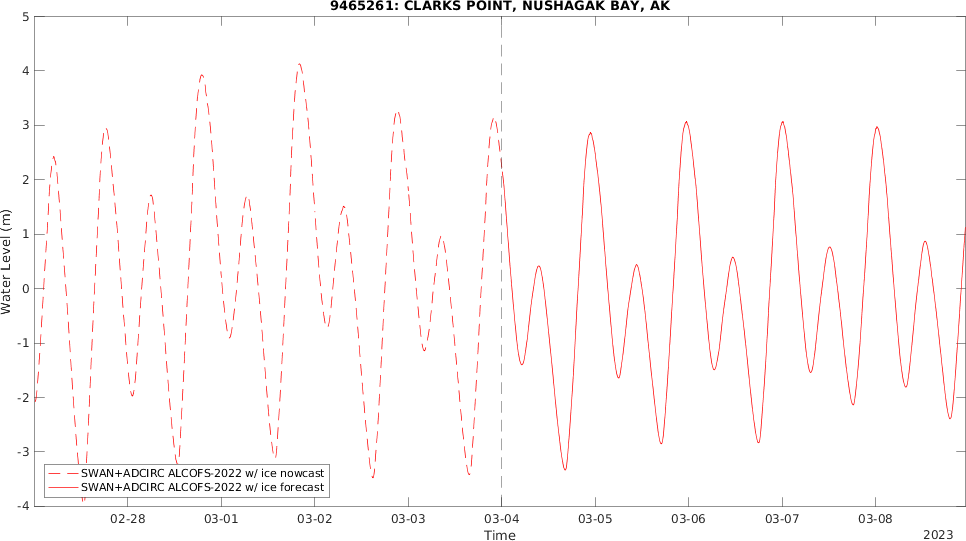 9465261: CLARKS POINT, NUSHAGAK BAY, AK
5
4
3
2
1
0
-1
-2
-3
-4
Water Level (m)
SWAN+ADCIRC ALCOFS-2022 w/ ice nowcast
SWAN+ADCIRC ALCOFS-2022 w/ ice forecast
02-28 03-01 03-02 03-03 03-04 03-05 03-06 03-07 03-08
Time
2023